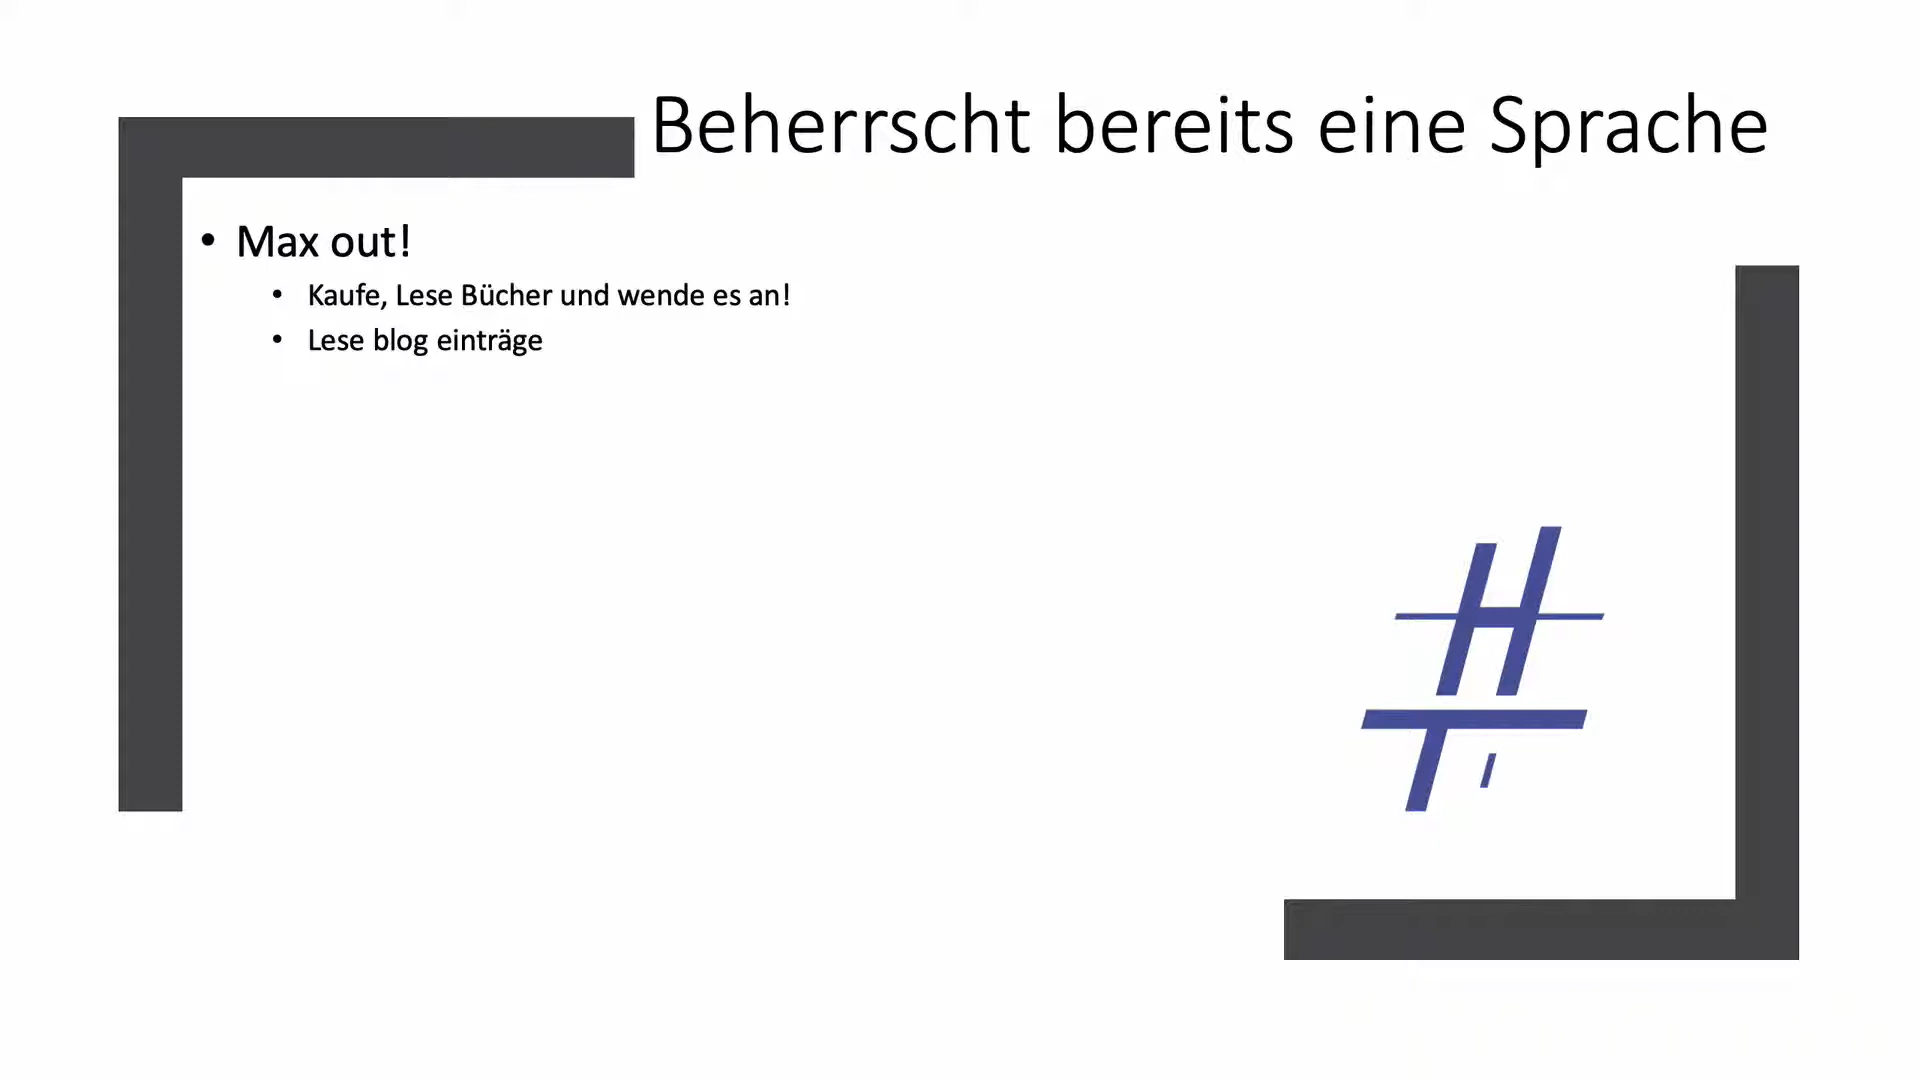 Beherrscht bereits eine Sprache
• Max out!
• Kaufe, Lese Bücher und wende es an!
• Lese blog einträge